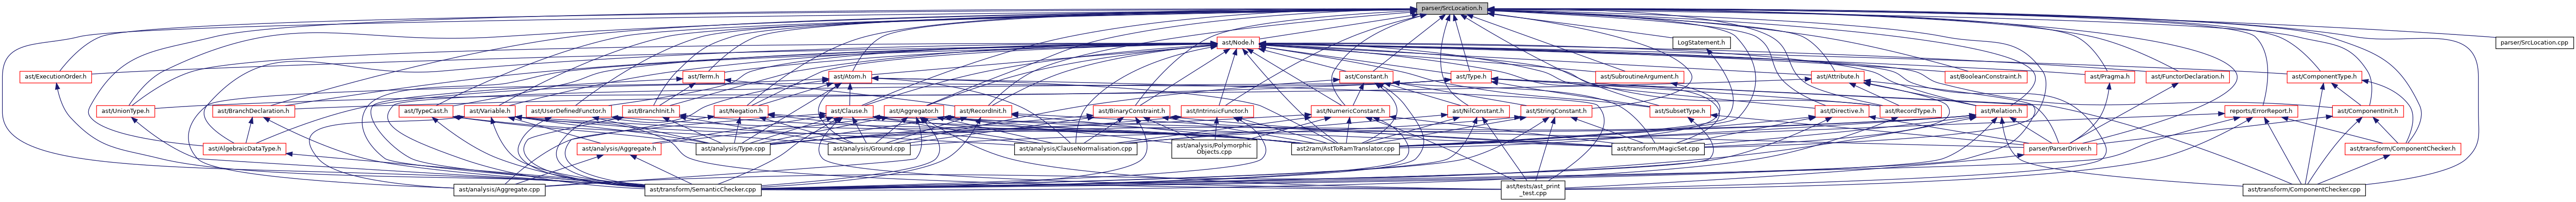 parser/SrcLocation.h
ast/Node.h
LogStatement.h
parser/SrcLocation.cpp
ast/ExecutionOrder.h
ast/Term.h
ast/Atom.h
ast/Constant.h
ast/Type.h
ast/SubroutineArgument.h
ast/Attribute.h
ast/BooleanConstraint.h
ast/Pragma.h
ast/FunctorDeclaration.h
ast/ComponentType.h
ast/UnionType.h
ast/BranchDeclaration.h
ast/TypeCast.h
ast/Variable.h
ast/UserDefinedFunctor.h
ast/BranchInit.h
ast/Negation.h
ast/Clause.h
ast/Aggregator.h
ast/RecordInit.h
ast/BinaryConstraint.h
ast/IntrinsicFunctor.h
ast/NumericConstant.h
ast/NilConstant.h
ast/StringConstant.h
ast/SubsetType.h
ast/Directive.h
ast/RecordType.h
ast/Relation.h
reports/ErrorReport.h
ast/ComponentInit.h
ast/AlgebraicDataType.h
ast/analysis/Aggregate.h
ast/analysis/Type.cpp
ast/analysis/Ground.cpp
ast/analysis/ClauseNormalisation.cpp
ast/analysis/Polymorphic
Objects.cpp
ast2ram/AstToRamTranslator.cpp
ast/transform/MagicSet.cpp
parser/ParserDriver.h
ast/transform/ComponentChecker.h
ast/analysis/Aggregate.cpp
ast/transform/SemanticChecker.cpp
ast/tests/ast_print
_test.cpp
ast/transform/ComponentChecker.cpp